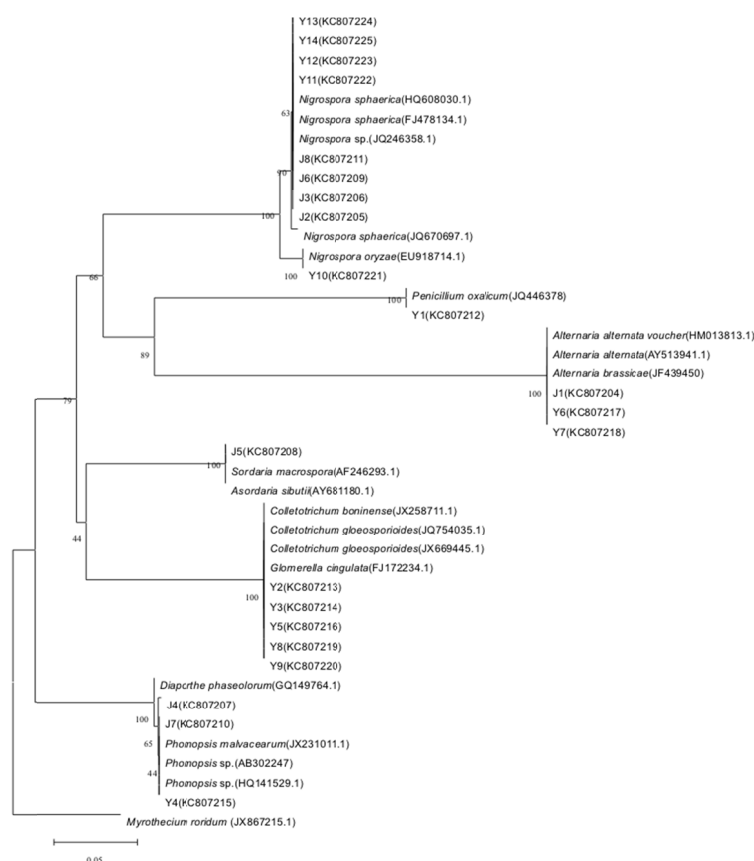 Y13(KC807224)
Y14(KC807225)
Y12(KC807223)
Y11(KC807222)
Nigrospora sphaerica(HQ608030.1)
63
Nigrospora sphaerica(FJ478134.1)
Nigrospora sp.(JQ246358.1)
J8(KC807211)
90
J6(KC807209)
J3(KC807206)
100
J2(KC807205)
Nigrospora sphaerica(JQ670697.1)
Nigrospora oryzae(EU918714.1)
66
100
Y10(KC807221)
Penicillium oxalicum(JQ446378)
100
Y1(KC807212)
Alternaria alternata voucher(HM013813.1)
89
Alternaria alternata(AY513941.1)
Alternaria brassicae(JF439450)
100
J1(KC807204)
79
Y6(KC807217)
Y7(KC807218)
J5(KC807208)
100
Sordaria macrospora(AF246293.1)
Asordaria sibutii(AY681180.1)
Colletotrichum boninense(JX258711.1)
Colletotrichum gloeosporioides(JQ754035.1)
44
Colletotrichum gloeosporioides(JX669445.1)
Glomerella cingulata(FJ172234.1)
Y2(KC807213)
100
Y3(KC807214)
Y5(KC807216)
Y8(KC807219)
Y9(KC807220)
Diaporthe phaseolorum(GQ149764.1)
J4(KC807207)
100
J7(KC807210)
65
Phomopsis malvacearum(JX231011.1)
Phomopsis sp.(AB302247)
44
Phomopsis sp.(HQ141529.1)
Y4(KC807215)
Myrothecium roridum (JX867215.1)
0.05